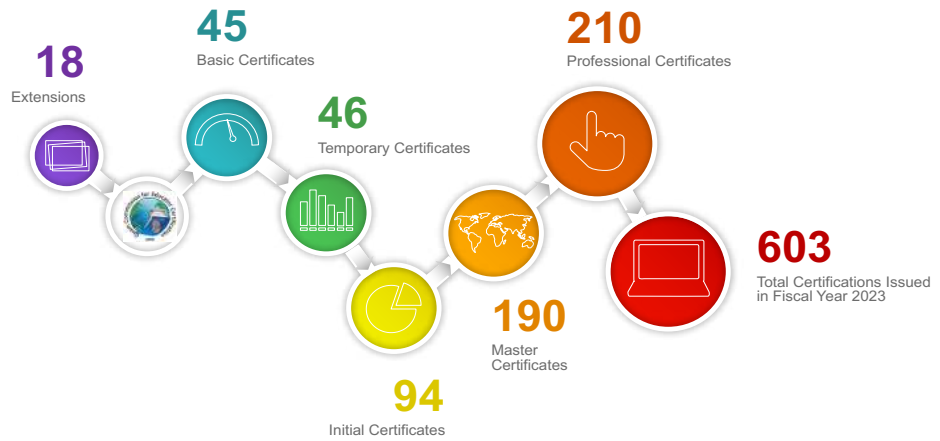 18
Extensions
45
Basic Certificates
46
Temporary Certificates
94
Initial Certificates
190
Master
Certificates
210
Professional Certificates
603
Total Certifications Issued
in Fiscal Year 2023